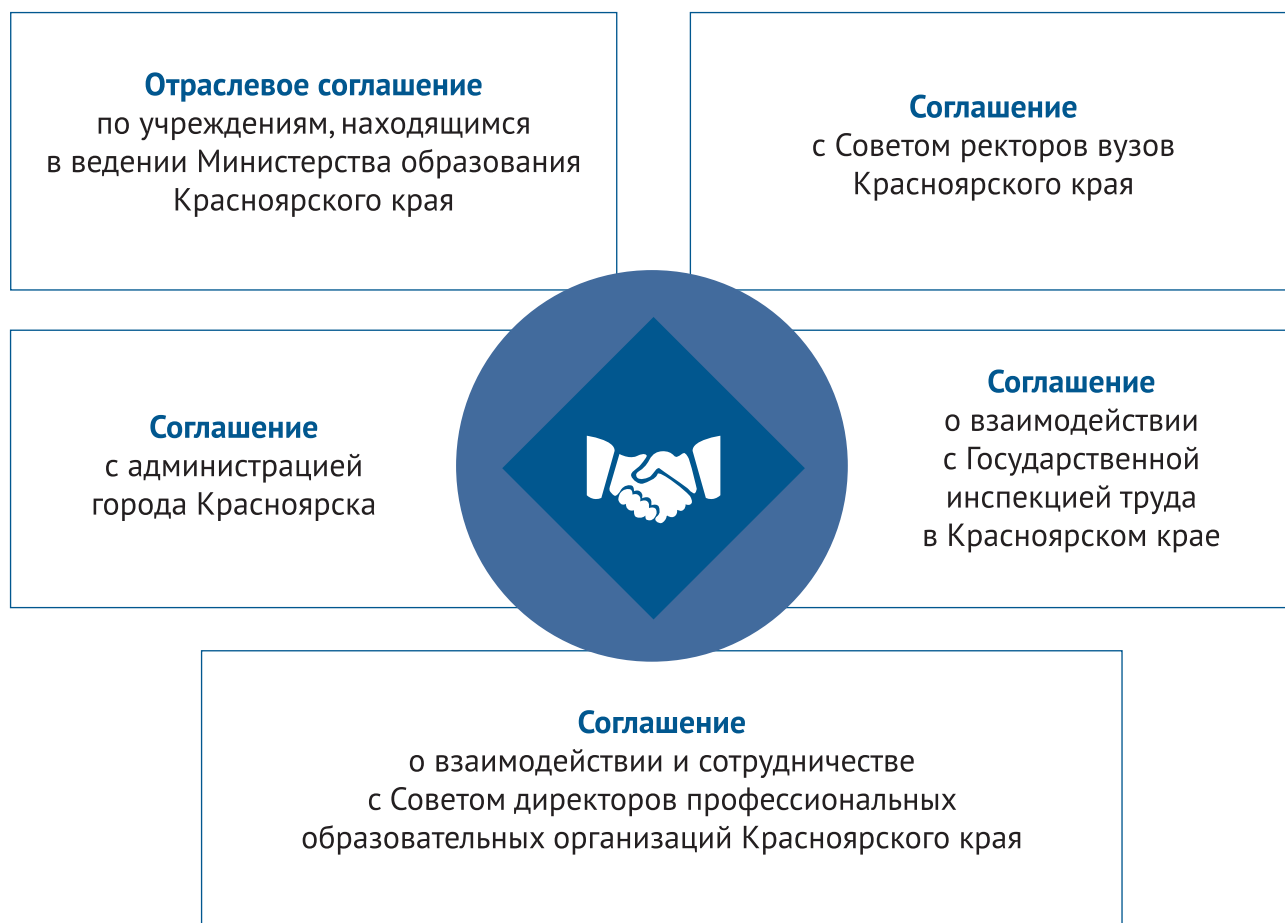 Отраслевое соглашение
по учреждениям, находящимся
в ведении Министерства образования
Красноярского края
Соглашение
с Советом ректоров вузов
Красноярского края
Соглашение
с администрацией
города Красноярска
Соглашение
о взаимодействии
с Государственной
инспекцией труда
в Красноярском крае
Соглашение
о взаимодействии и сотрудничестве
с Советом директоров профессиональных
образовательных организаций Красноярского края